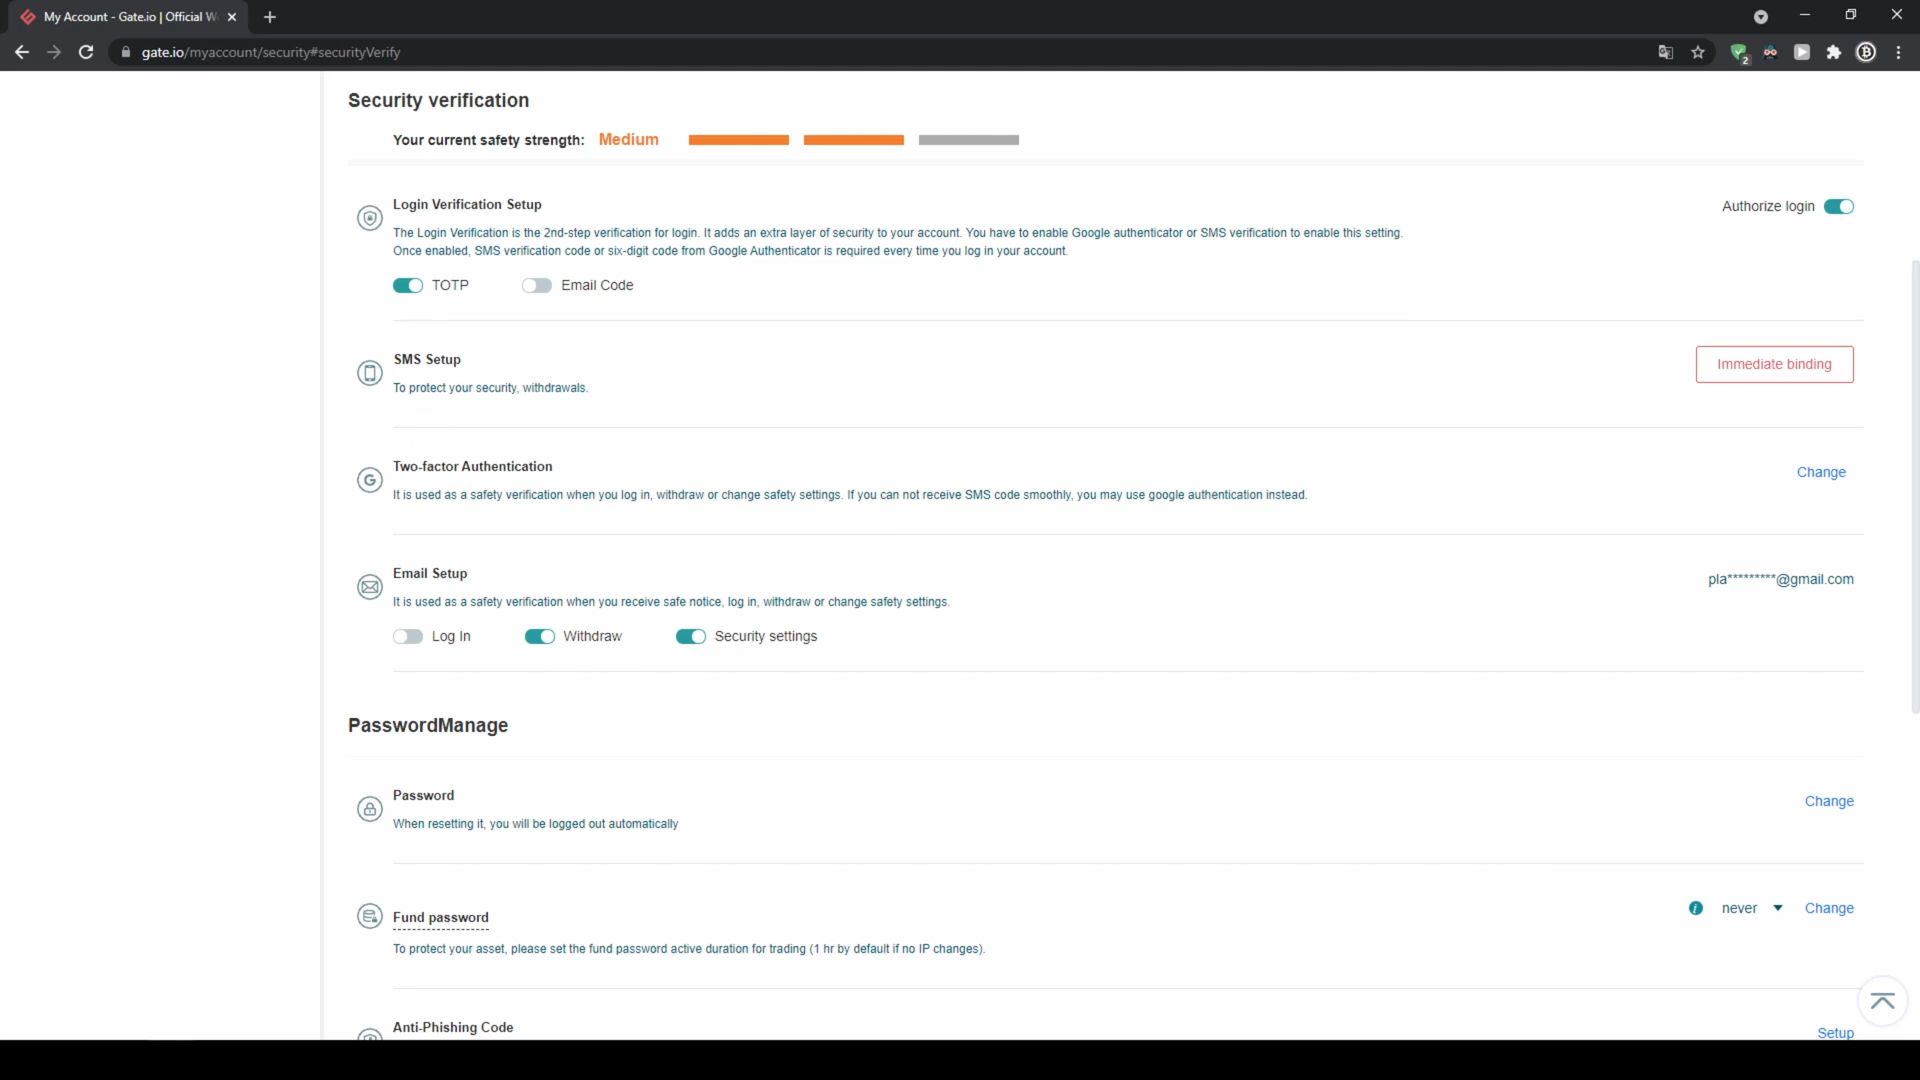 My Account - Gate.io | Official W
gate.io/myaccount/security#securityVerify
2
Security verification
Your current safety strength: Medium
Login Verification Setup
Authorize login
The Login Verification is the 2nd-step verification for login. It adds an extra layer of security to your account. You have to enable Google authenticator or SMS verification to enable this setting.
Once enabled, SMS verification code or six-digit code from Google Authenticator is required every time you log in your account.
TOTP Email Code
SMS Setup
Immediate binding
To protect your security, withdrawals.
Two-factor Authentication
Change
It is used as a safety verification when you log in, withdraw or change safety settings. If you can not receive SMS code smoothly, you may use google authentication instead.
Email Setup
pla*********@gmail.com
It is used as a safety verification when you receive safe notice, log in, withdraw or change safety settings.
Log In Withdraw Security settings
PasswordManage
Password
Change
When resetting it, you will be logged out automatically
Fund password
never Change
To protect your asset, please set the fund password active duration for trading (1 hr by default if no IP changes).
Anti-Phishing Code
Setup